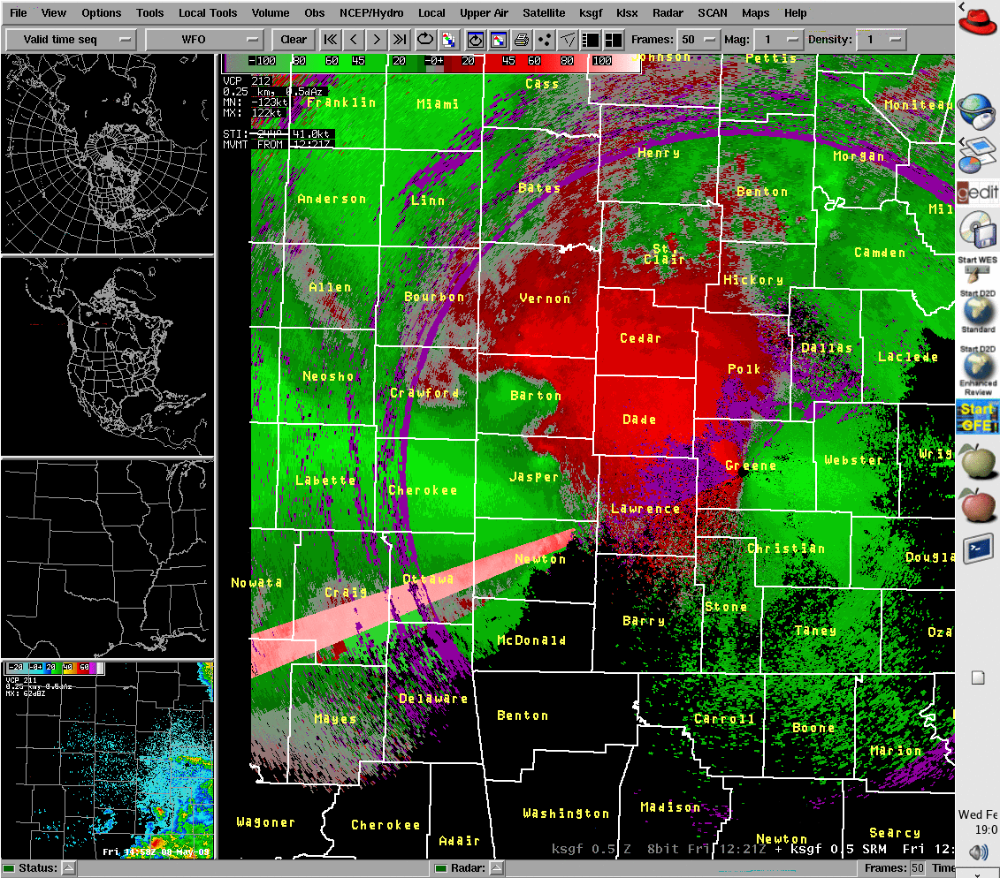 File View Options Tools Local Tools Volume Obs NCEP/Hydro Local Upper Air Satellite ksgf klsx Radar SCAN Maps Help
Valid time seq WFO Clear Frames: 50 Mag: 1 Density: 1
-100 80 60 45 20 -0+ 20 45 60 80 100
VCP 212
0.25 km, 0.5dAz
MN: -123kt
MX: 122kt
STI: 244° 41.0kt
MVMT FROM 12:21Z
Johnson Pettis
Cass
Franklin Miami Moniteau
Henry Morgan
Bates Benton
Anderson Linn Mil
St. Clair Camden
Allen Hickory
Bourbon Vernon
Cedar Dallas Laclede
Neosho Polk
Crawford Barton
Dade
Greene Webster Wrig
Labette Cherokee Jasper
Lawrence
Christian Dougla
Newton
Nowata Craig Ottawa
Stone
Barry Taney Oza
McDonald
Delaware
Mayes Benton Carroll Boone
Marion
Madison
Washington
Wagoner Cherokee Adair Newton Searcy
ksgf 0.5 Z 8bit Fri 12:21Z + ksgf 0.5 SRM Fri 12:
-20 -0+ 20 40 60
VCP 211
0.25 km 0.5dAz
MX: 62dBZ
Fri 14:58Z 08-May-09
Status: Radar: Frames: 50 Time
gedit
Start WES
Start D2D
Standard
Start D2D
Enhanced
Review
Start
GFE
Wed Fe
19:0